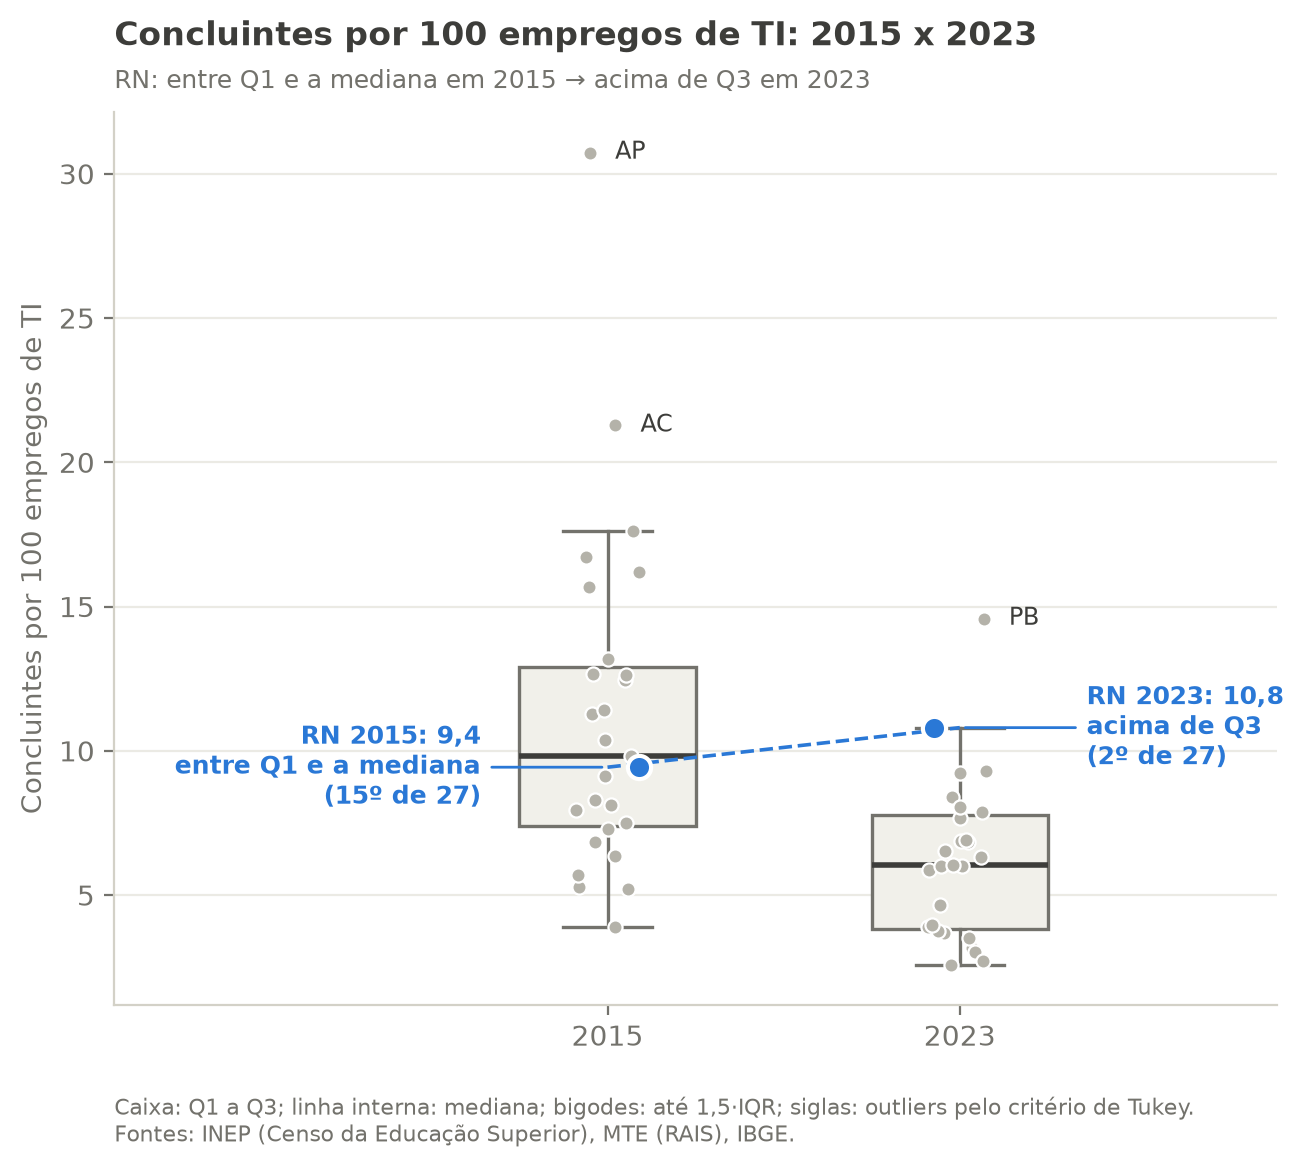 Concluintes por 100 empregos de TI: 2015 x 2023
RN: entre Q1 e a mediana em 2015 → acima de Q3 em 2023
Concluintes por 100 empregos de TI
30
25
20
15
10
5
AP
AC
PB
RN 2015: 9,4
entre Q1 e a mediana
(15º de 27)
RN 2023: 10,8
acima de Q3
(2º de 27)
2015
2023
Caixa: Q1 a Q3; linha interna: mediana; bigodes: até 1,5·IQR; siglas: outliers pelo critério de Tukey.
Fontes: INEP (Censo da Educação Superior), MTE (RAIS), IBGE.